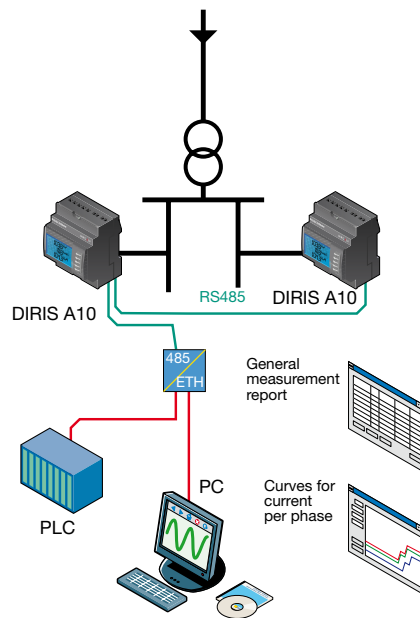 RS485
DIRIS A10
DIRIS A10
485
ETH
General
measurement
report
PLC
PC
Curves for
current
per phase